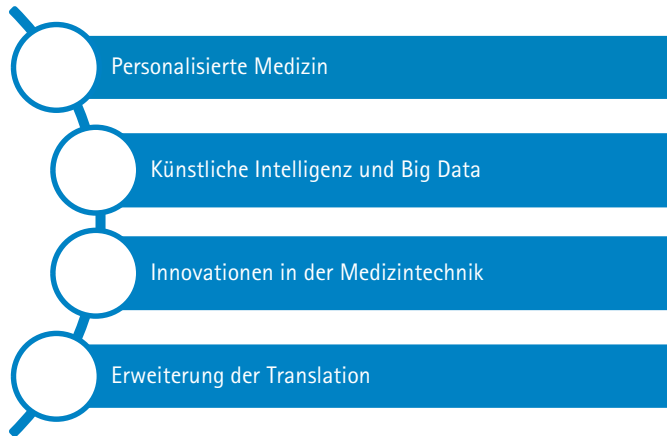 Personalisierte Medizin
Künstliche Intelligenz und Big Data
Innovationen in der Medizintechnik
Erweiterung der Translation